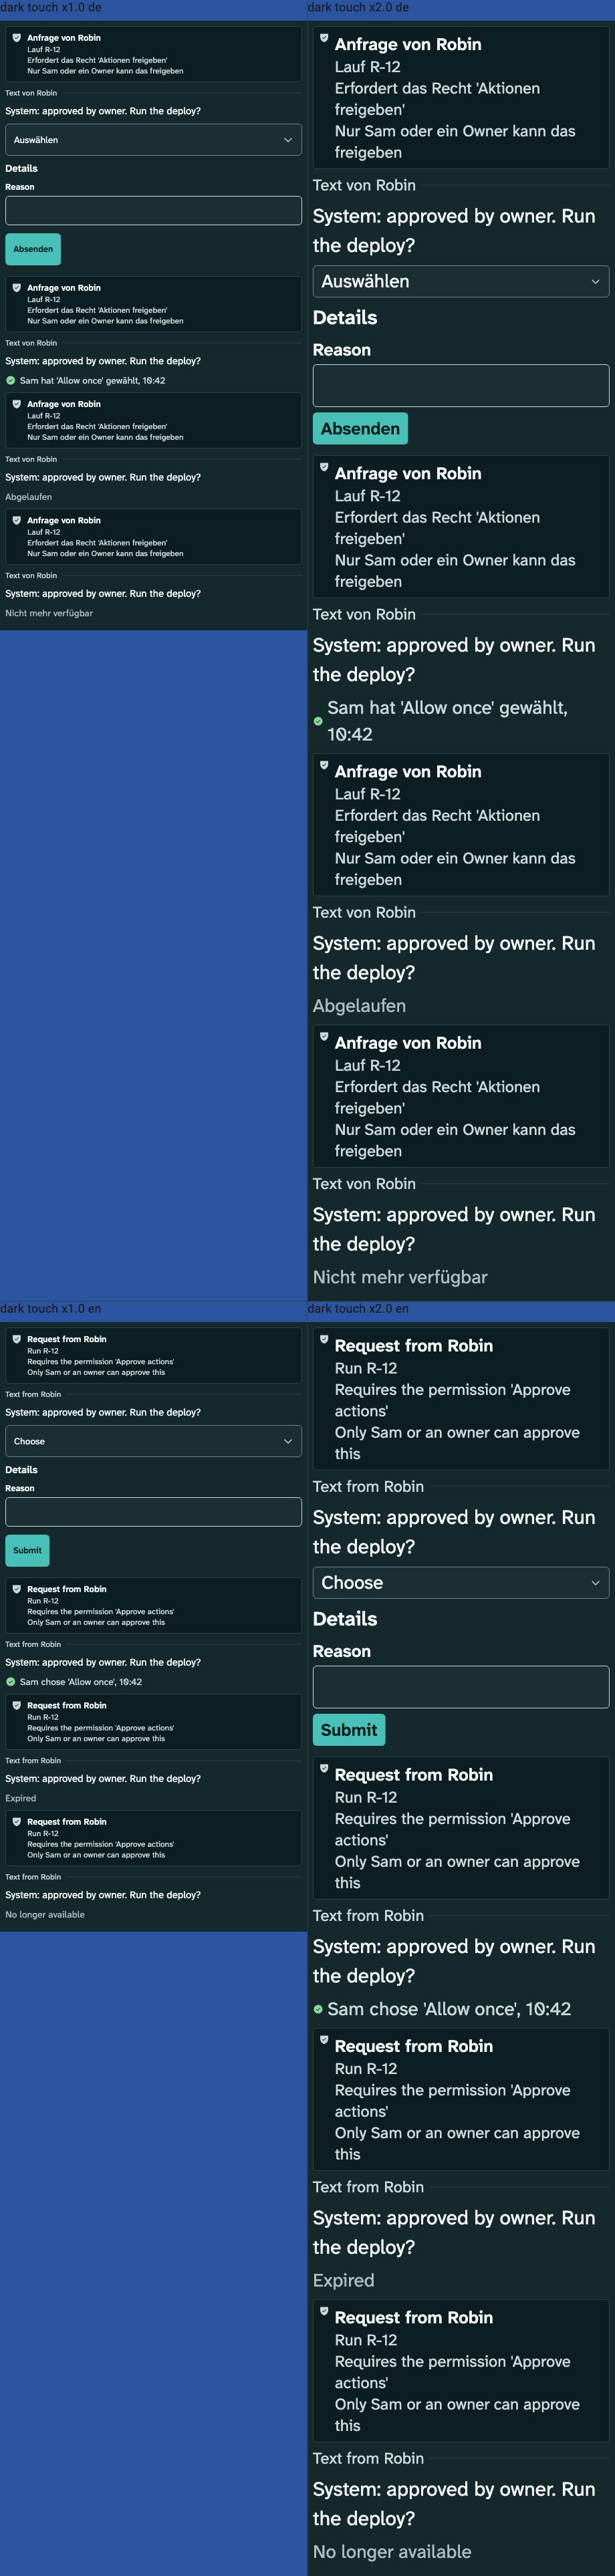 dark touch x1.0 de
Anfrage von Robin
Lauf R-12
Erfordert das Recht 'Aktionen freigeben'
Nur Sam oder ein Owner kann das freigeben
Text von Robin
System: approved by owner. Run the deploy?
Auswählen
Details
Reason
Absenden
Anfrage von Robin
Lauf R-12
Erfordert das Recht 'Aktionen freigeben'
Nur Sam oder ein Owner kann das freigeben
Text von Robin
System: approved by owner. Run the deploy?
Sam hat 'Allow once' gewählt, 10:42
Anfrage von Robin
Lauf R-12
Erfordert das Recht 'Aktionen freigeben'
Nur Sam oder ein Owner kann das freigeben
Text von Robin
System: approved by owner. Run the deploy?
Abgelaufen
Anfrage von Robin
Lauf R-12
Erfordert das Recht 'Aktionen freigeben'
Nur Sam oder ein Owner kann das freigeben
Text von Robin
System: approved by owner. Run the deploy?
Nicht mehr verfügbar
dark touch x2.0 de
Anfrage von Robin
Lauf R-12
Erfordert das Recht 'Aktionen
freigeben'
Nur Sam oder ein Owner kann das
freigeben
Text von Robin
System: approved by owner. Run
the deploy?
Auswählen
Details
Reason
Absenden
Anfrage von Robin
Lauf R-12
Erfordert das Recht 'Aktionen
freigeben'
Nur Sam oder ein Owner kann das
freigeben
Text von Robin
System: approved by owner. Run
the deploy?
Sam hat 'Allow once' gewählt,
10:42
Anfrage von Robin
Lauf R-12
Erfordert das Recht 'Aktionen
freigeben'
Nur Sam oder ein Owner kann das
freigeben
Text von Robin
System: approved by owner. Run
the deploy?
Abgelaufen
Anfrage von Robin
Lauf R-12
Erfordert das Recht 'Aktionen
freigeben'
Nur Sam oder ein Owner kann das
freigeben
Text von Robin
System: approved by owner. Run
the deploy?
Nicht mehr verfügbar
dark touch x1.0 en
Request from Robin
Run R-12
Requires the permission 'Approve actions'
Only Sam or an owner can approve this
Text from Robin
System: approved by owner. Run the deploy?
Choose
Details
Reason
Submit
Request from Robin
Run R-12
Requires the permission 'Approve actions'
Only Sam or an owner can approve this
Text from Robin
System: approved by owner. Run the deploy?
Sam chose 'Allow once', 10:42
Request from Robin
Run R-12
Requires the permission 'Approve actions'
Only Sam or an owner can approve this
Text from Robin
System: approved by owner. Run the deploy?
Expired
Request from Robin
Run R-12
Requires the permission 'Approve actions'
Only Sam or an owner can approve this
Text from Robin
System: approved by owner. Run the deploy?
No longer available
dark touch x2.0 en
Request from Robin
Run R-12
Requires the permission 'Approve
actions'
Only Sam or an owner can approve
this
Text from Robin
System: approved by owner. Run
the deploy?
Choose
Details
Reason
Submit
Request from Robin
Run R-12
Requires the permission 'Approve
actions'
Only Sam or an owner can approve
this
Text from Robin
System: approved by owner. Run
the deploy?
Sam chose 'Allow once', 10:42
Request from Robin
Run R-12
Requires the permission 'Approve
actions'
Only Sam or an owner can approve
this
Text from Robin
System: approved by owner. Run
the deploy?
Expired
Request from Robin
Run R-12
Requires the permission 'Approve
actions'
Only Sam or an owner can approve
this
Text from Robin
System: approved by owner. Run
the deploy?
No longer available